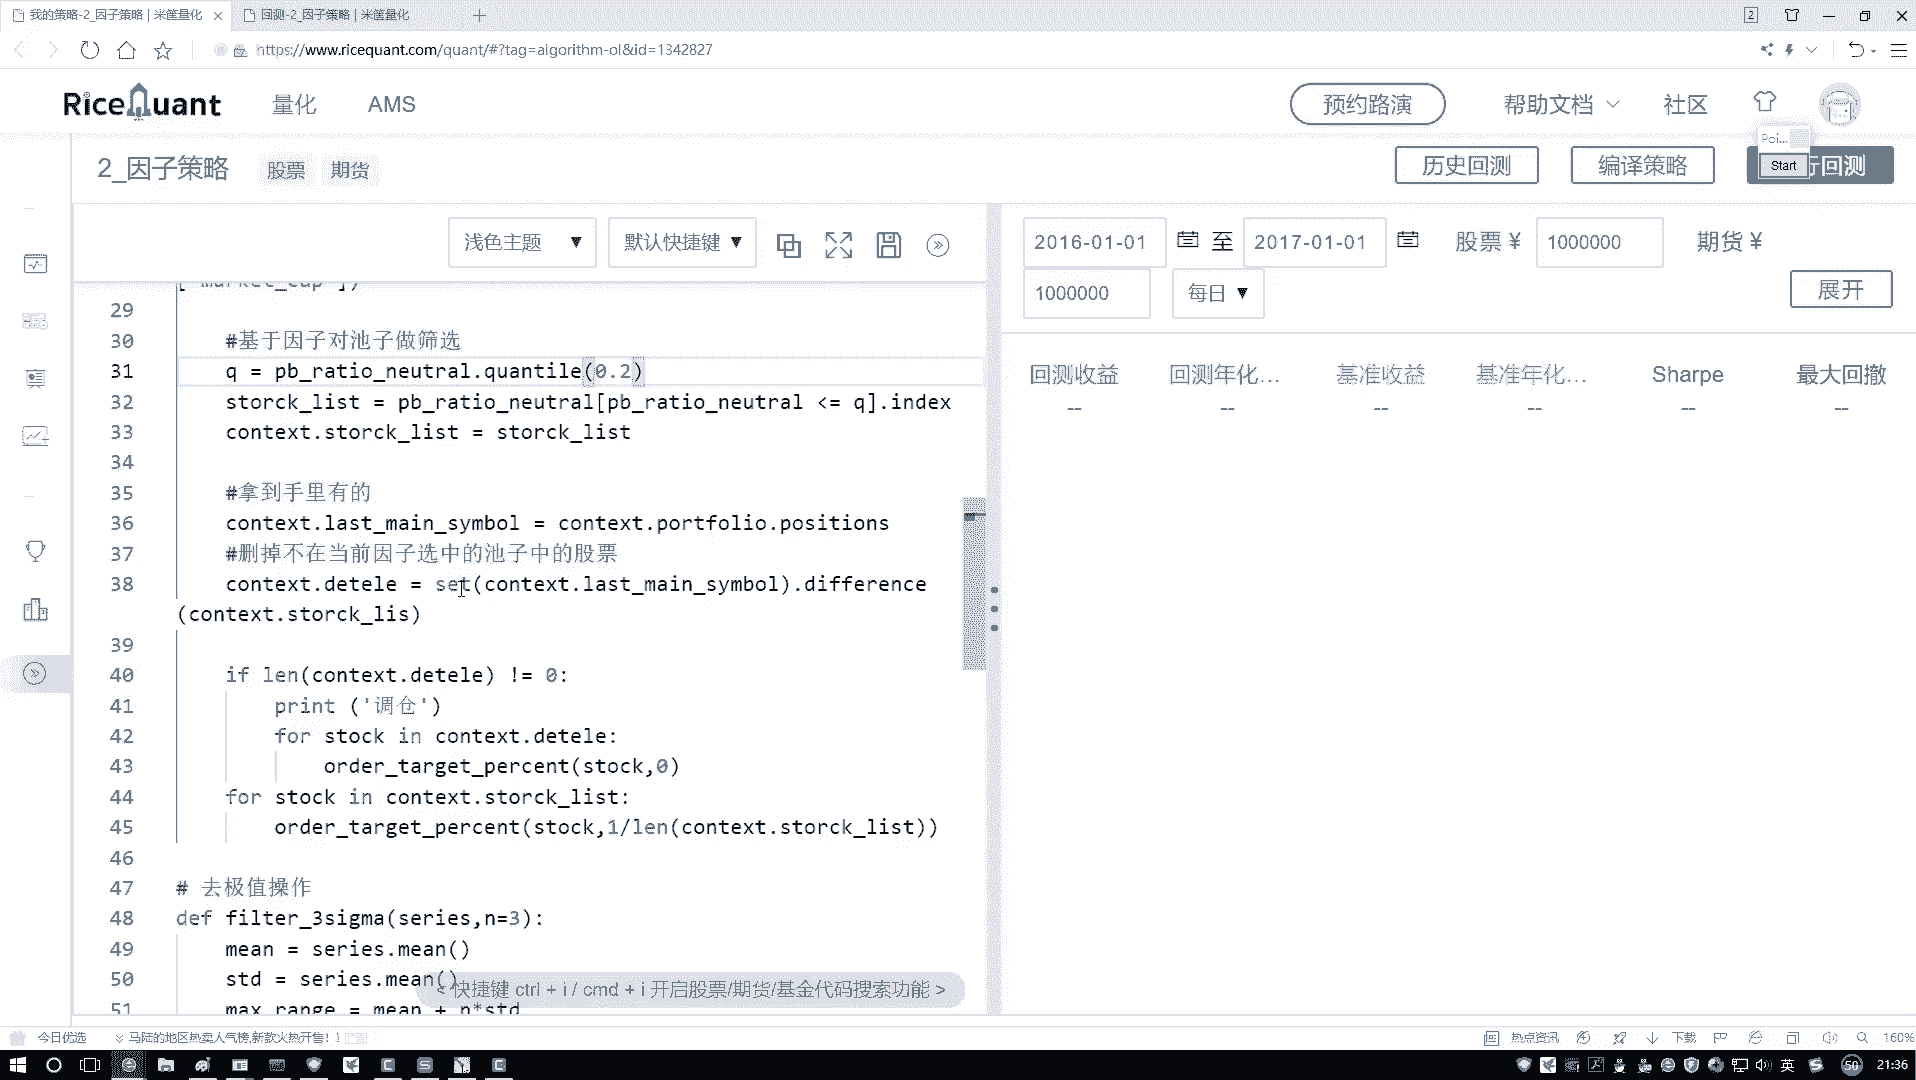 我的策略-2_因子策略 | 米筐量化
回测-2_因子策略 | 米筐量化
2
https://www.ricequant.com/quant/#?tag=algorithm-ol&id=1342827
RiceQuant 量化 AMS 预约路演 帮助文档 社区
Poi...
2_因子策略 股票 期货 历史回测 编译策略 Start 行回测
浅色主题 ▼ 默认快捷键 ▼
2016-01-01 至 2017-01-01 股票 ¥ 1000000 期货 ¥
1000000 每日 ▼ 展开
回测收益 回测年化... 基准收益 基准年化... Sharpe 最大回撤
-- -- -- -- -- --
["market_cap"])
29
30 #基于因子对池子做筛选
31 q = pb_ratio_neutral.quantile(0.2)
32 storck_list = pb_ratio_neutral[pb_ratio_neutral <= q].index
33 context.storck_list = storck_list
34
35 #拿到手里有的
36 context.last_main_symbol = context.portfolio.positions
37 #删掉不在当前因子选中的池子中的股票
38 context.detele = set(context.last_main_symbol).difference
(context.storck_lis)
39
40 if len(context.detele) != 0:
41 print ('调仓')
42 for stock in context.detele:
43 order_target_percent(stock,0)
44 for stock in context.storck_list:
45 order_target_percent(stock,1/len(context.storck_list))
46
47 # 去极值操作
48 def filter_3sigma(series,n=3):
49 mean = series.mean()
50 std = series.mean()
51 max_range = mean + n*std
< 快捷键 ctrl + i / cmd + i 开启股票/期货/基金代码搜索功能 >
今日优选 马陆的地区热卖人气榜,新款火热开售! 热点资讯 下载 160%
英 50 21:36